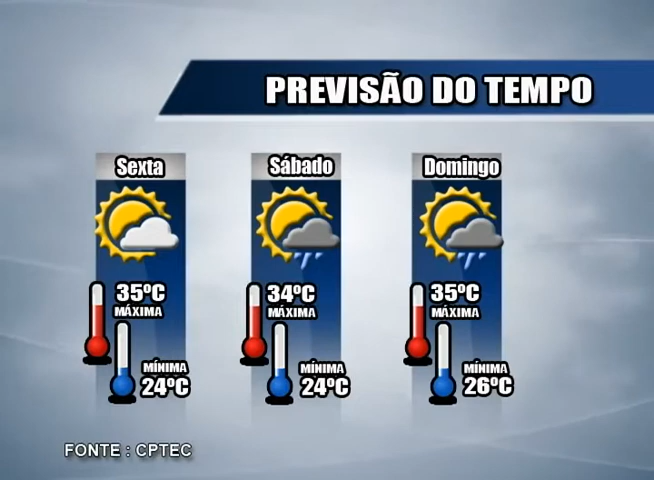 PREVISÃO DO TEMPO
Sexta
35ºC
MÁXIMA
MÍNIMA
24ºC
Sábado
34ºC
MÁXIMA
MÍNIMA
24ºC
Domingo
35ºC
MÁXIMA
MÍNIMA
26ºC
FONTE : CPTEC